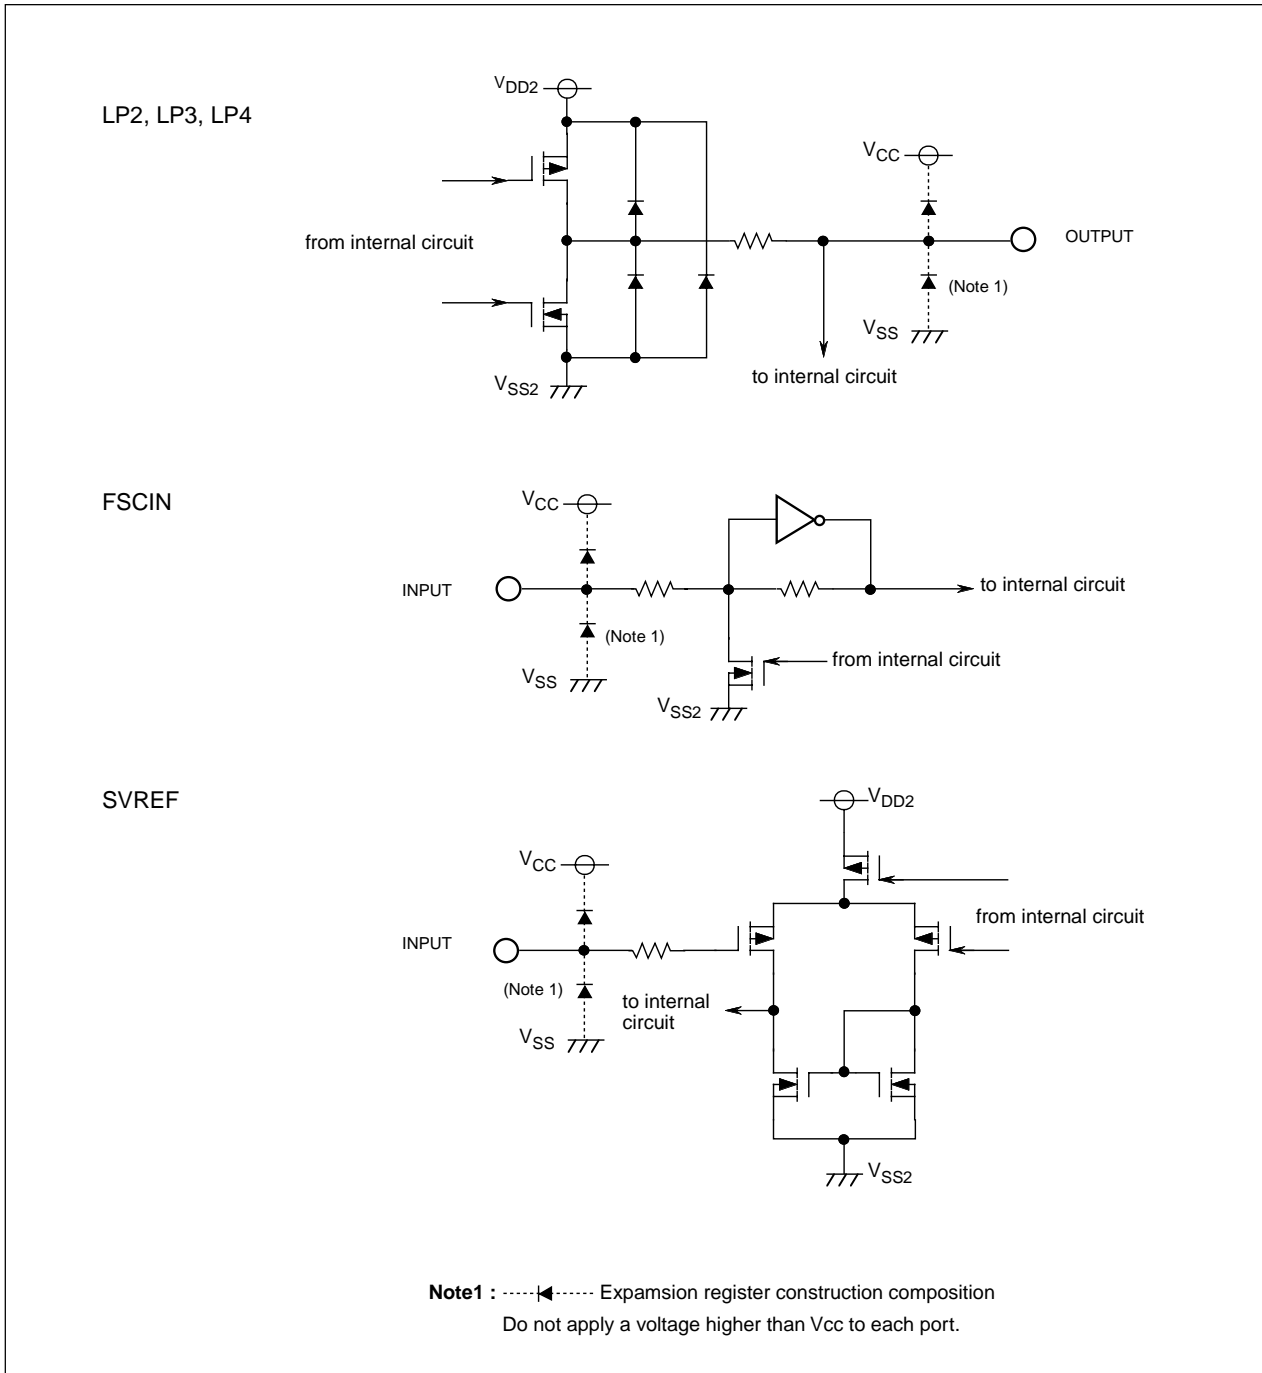 LP2, LP3, LP4
VDD2
VCC
from internal circuit
OUTPUT
(Note 1)
VSS
to internal circuit
VSS2
FSCIN
VCC
INPUT
to internal circuit
(Note 1)
from internal circuit
VSS
VSS2
SVREF
VDD2
VCC
from internal circuit
INPUT
(Note 1)
to internal
circuit
VSS
VSS2
Note1 : Expamsion register construction composition
Do not apply a voltage higher than Vcc to each port.